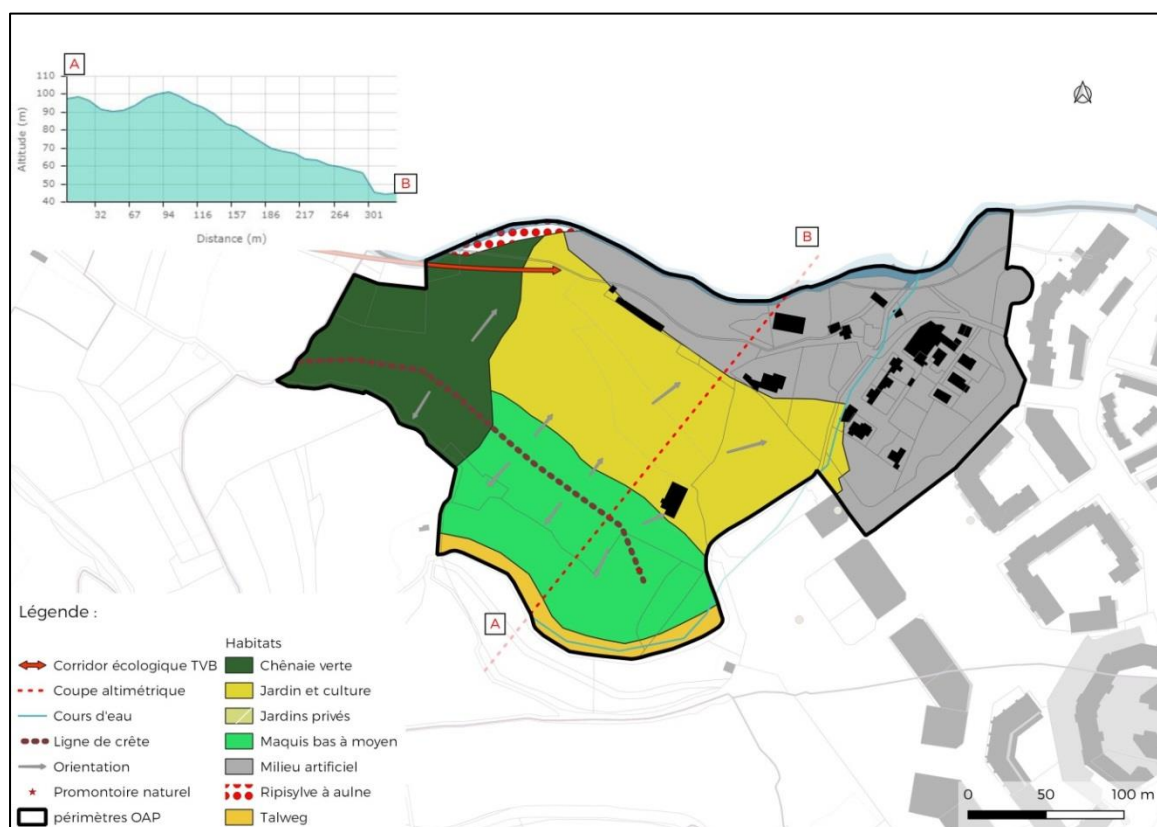 A
110
100
90
80
70
60
50
40
Altitude (m)
B
32 67 94 116 157 186 217 264 301
Distance (m)
B
A
Légende :
Corridor écologique TVB
Coupe altimétrique
Cours d'eau
Ligne de crête
Orientation
Promontoire naturel
périmètres OAP
Habitats
Chênaie verte
Jardin et culture
Jardins privés
Maquis bas à moyen
Milieu artificiel
Ripisylve à aulne
Talweg
0 50 100 m